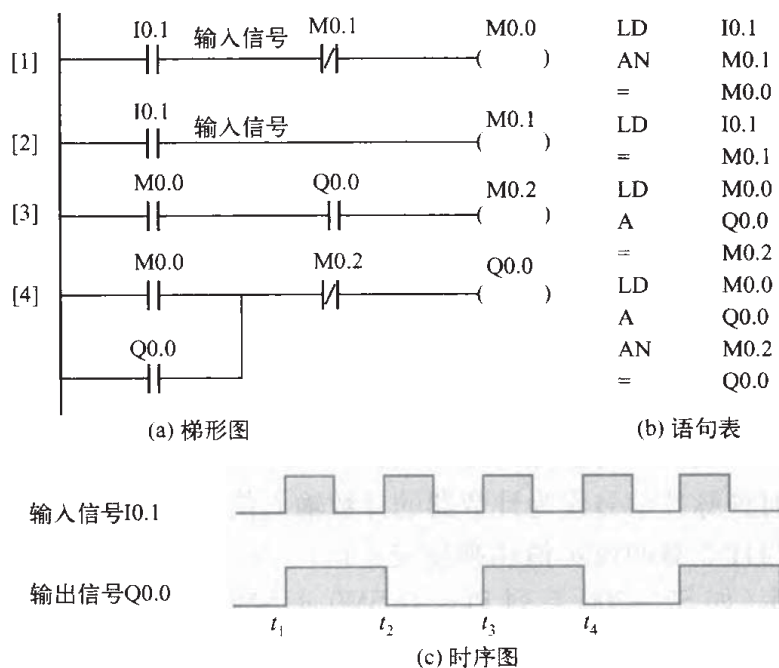 I0.1 输入信号 M0.1 M0.0
[1]
I0.1 输入信号 M0.1
[2]
M0.0 Q0.0 M0.2
[3]
M0.0 M0.2 Q0.0
[4]
Q0.0
(a) 梯形图
LD I0.1
AN M0.1
= M0.0
LD I0.1
= M0.1
LD M0.0
A Q0.0
= M0.2
LD M0.0
A Q0.0
AN M0.2
= Q0.0
(b) 语句表
输入信号I0.1
输出信号Q0.0
t1 t2 t3 t4
(c) 时序图